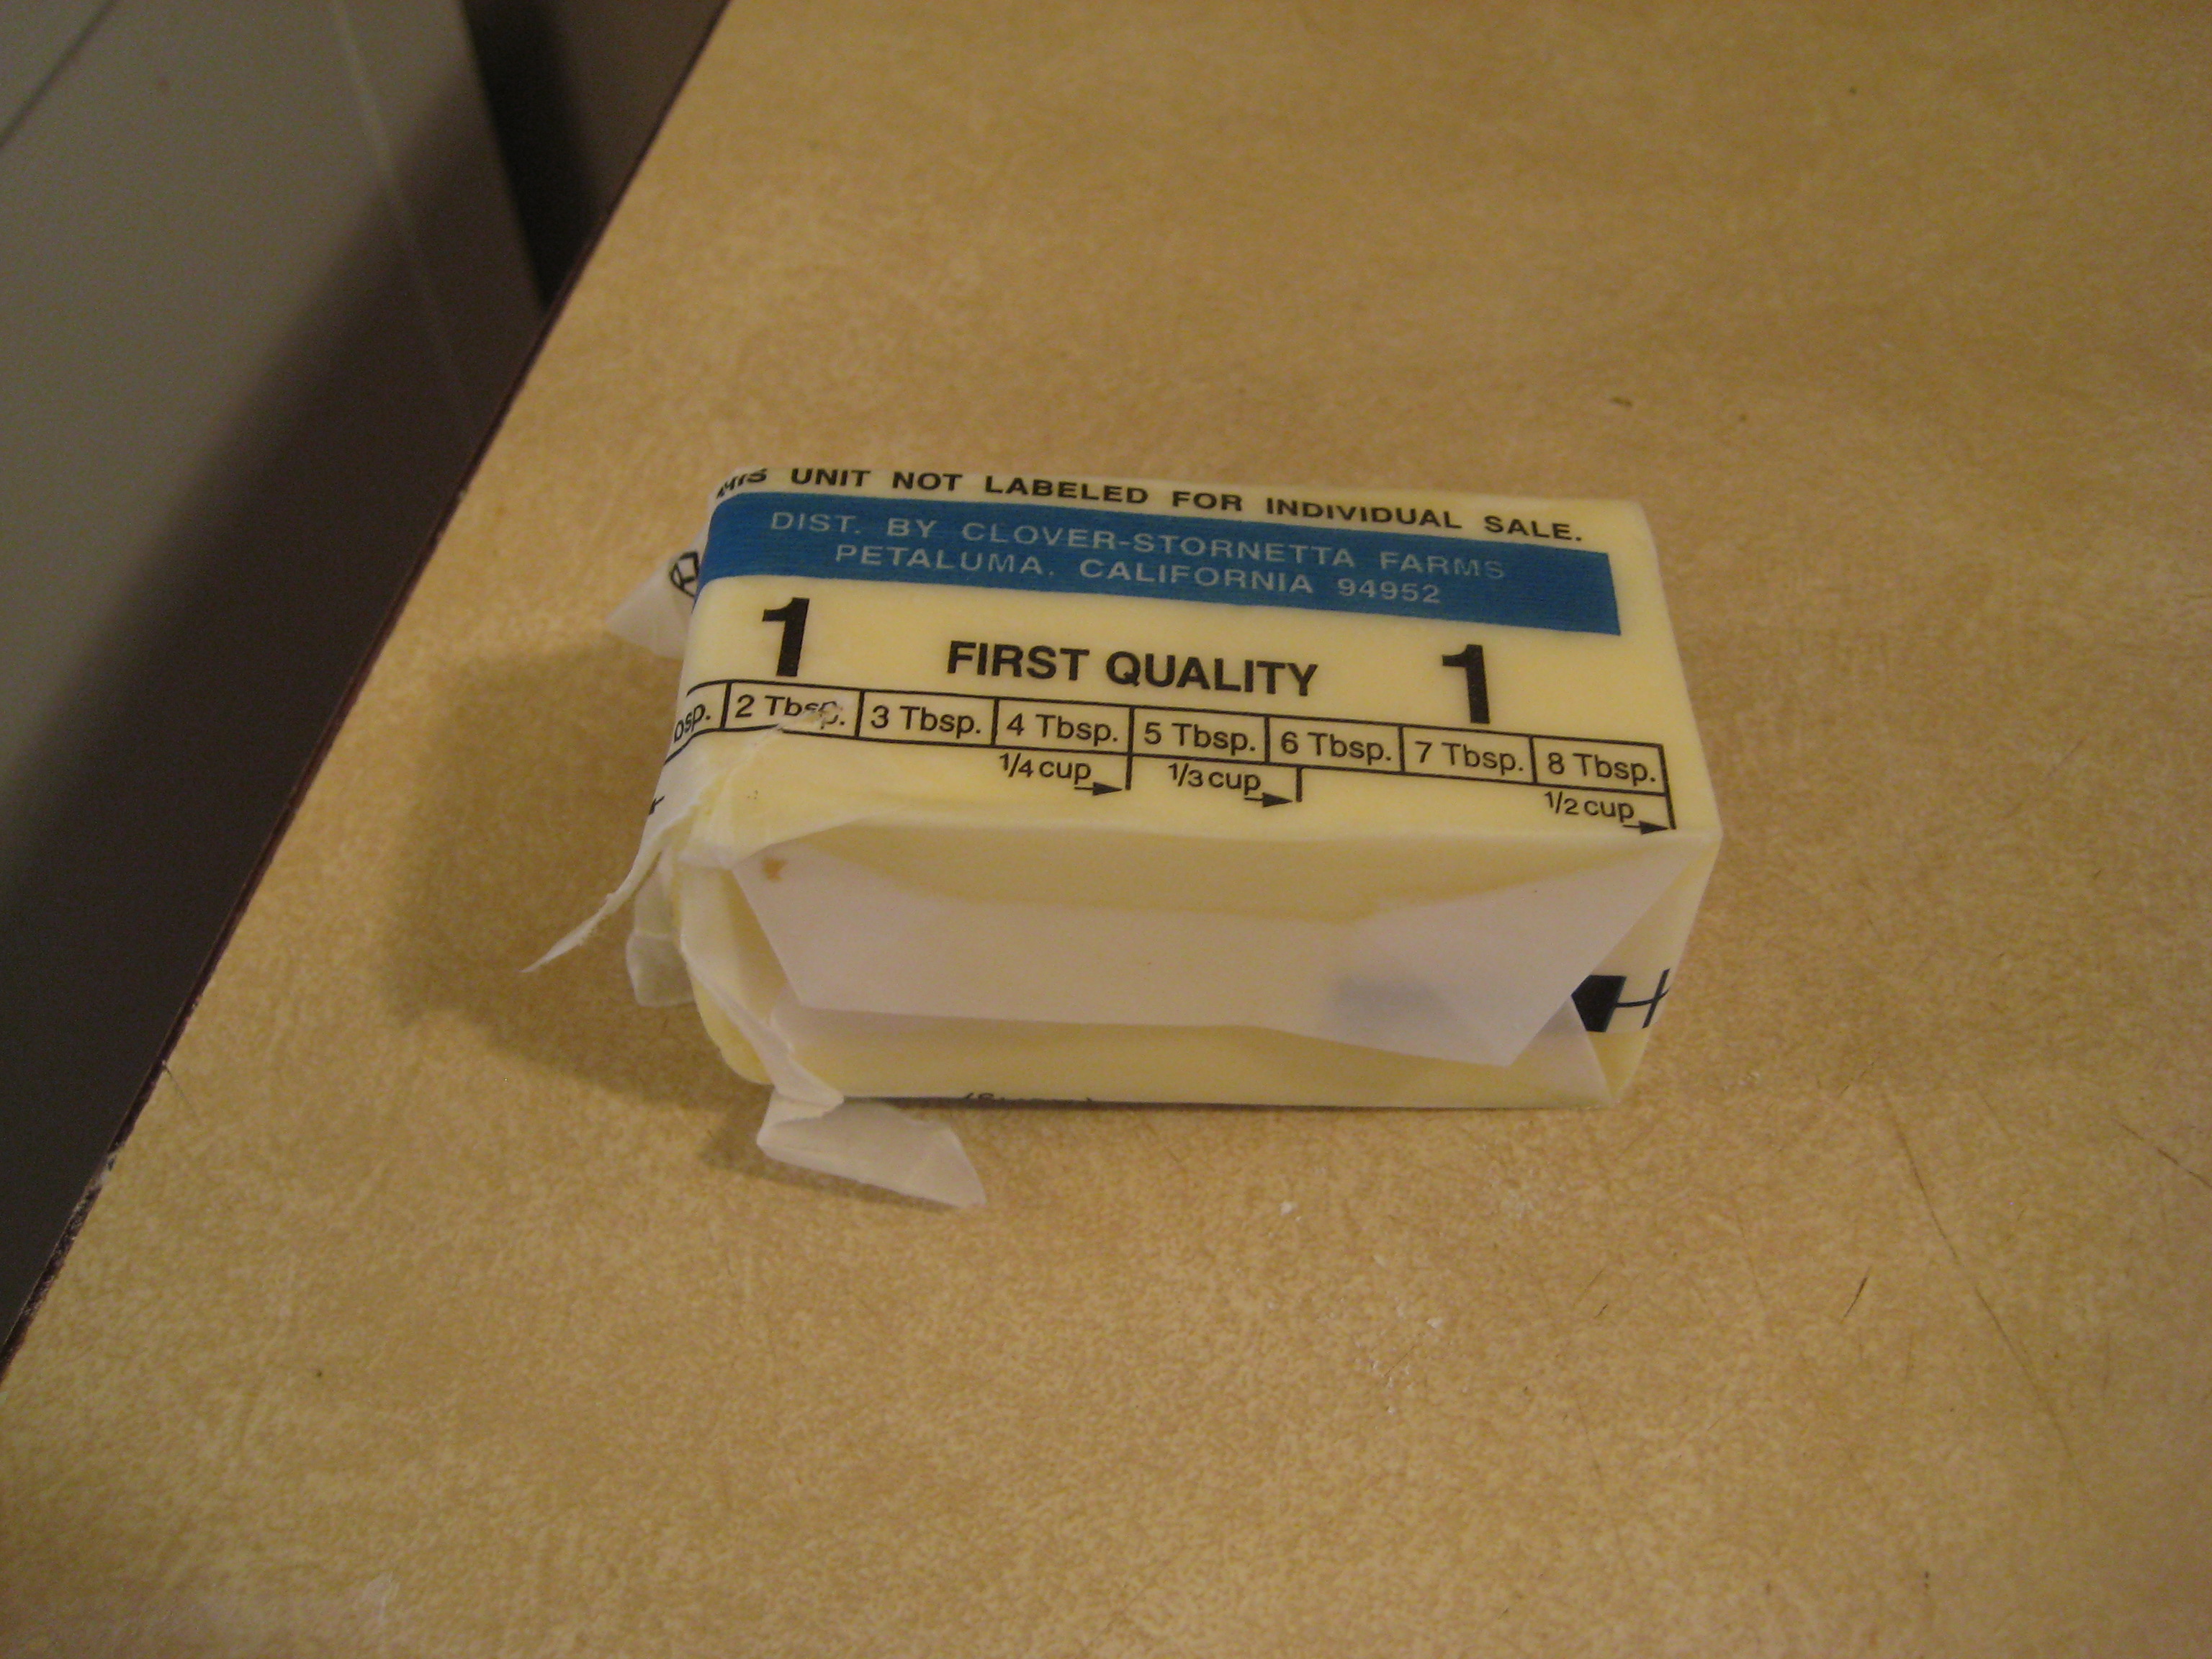 UNIT NOT LABELED FOR INDIVIDUAL SALE.
DIST. BY CLOVER-STORNETTA FARMS
PETALUMA, CALIFORNIA 94952
1 FIRST QUALITY 1
bsp. 2 Tbsp. 3 Tbsp. 4 Tbsp. 5 Tbsp. 6 Tbsp. 7 Tbsp. 8 Tbsp.
1/4 cup 1/3 cup 1/2 cup